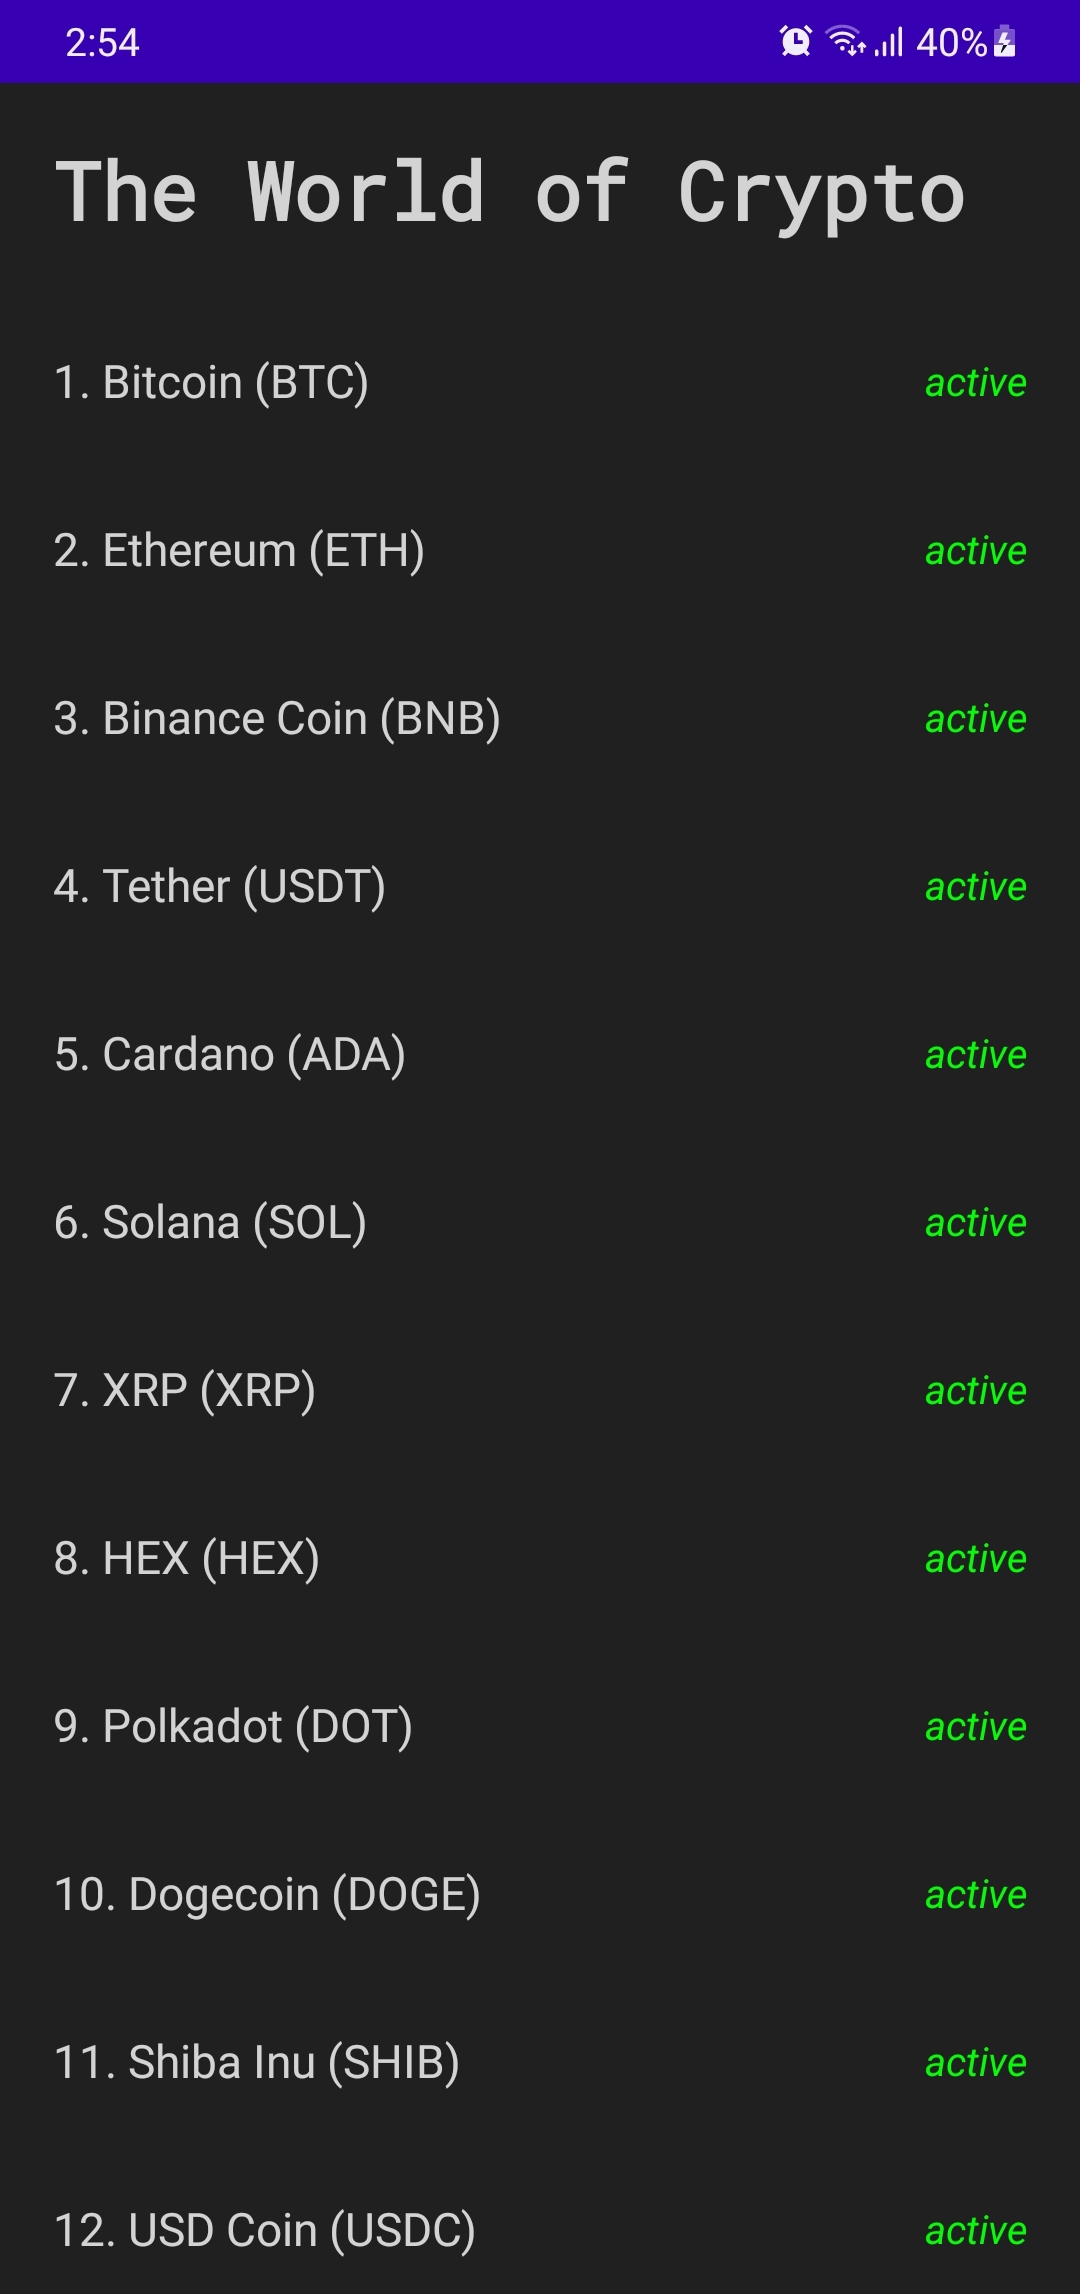 2:54 40%
The World of Crypto
1. Bitcoin (BTC) active
2. Ethereum (ETH) active
3. Binance Coin (BNB) active
4. Tether (USDT) active
5. Cardano (ADA) active
6. Solana (SOL) active
7. XRP (XRP) active
8. HEX (HEX) active
9. Polkadot (DOT) active
10. Dogecoin (DOGE) active
11. Shiba Inu (SHIB) active
12. USD Coin (USDC) active